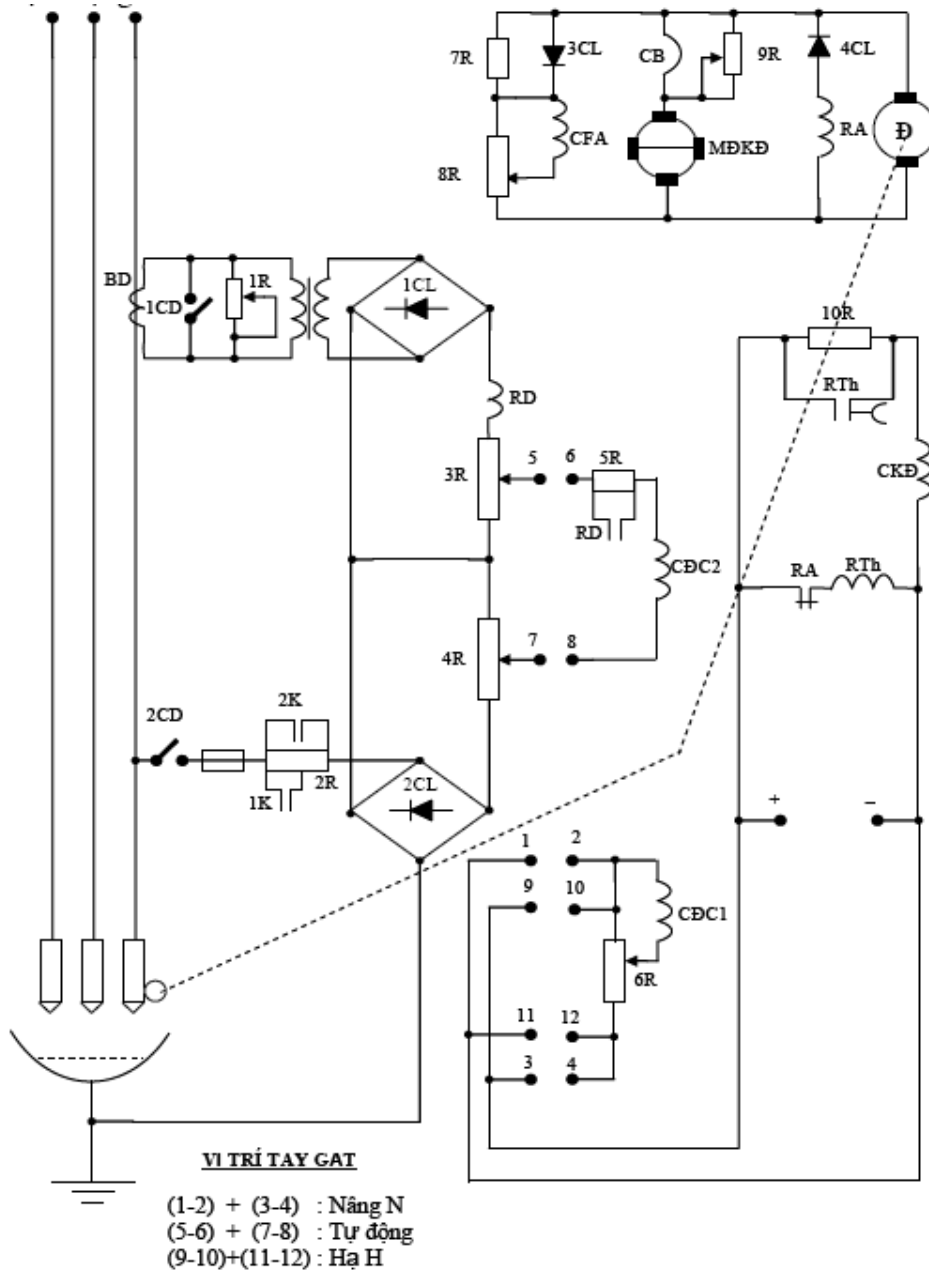 7R
3CL
CB
9R
4CL
CFA
MĐKĐ
RA
Đ
8R
BD
1CD
1R
1CL
10R
RTh
RD
CKĐ
3R
5
6
5R
RD
CĐC2
RA
RTh
4R
7
8
2CD
2K
2R
1K
2CL
+
−
1
2
9
10
CĐC1
6R
11
12
3
4
VỊ TRÍ TAY GẠT
(1-2) + (3-4) : Nâng N
(5-6) + (7-8) : Tự động
(9-10)+(11-12) : Hạ H